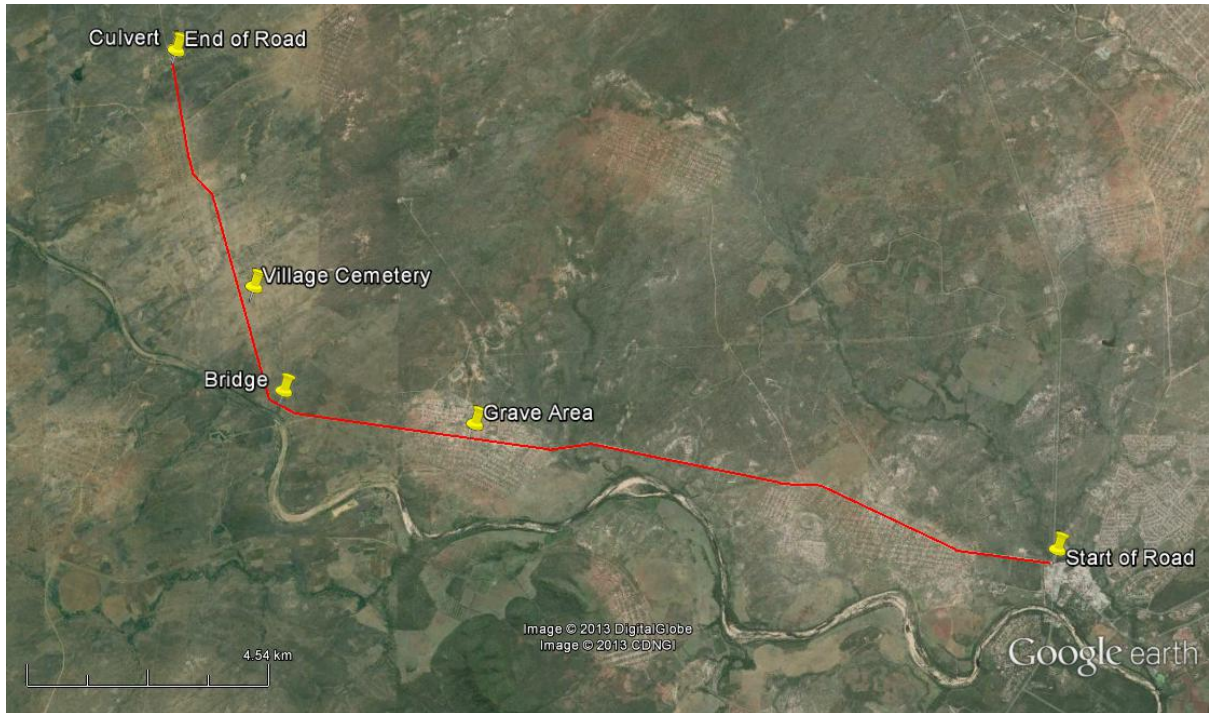 Culvert End of Road
Village Cemetery
Bridge
Grave Area
Start of Road
Image © 2013 DigitalGlobe
Image © 2013 CDNGI
4.54 km
Google earth